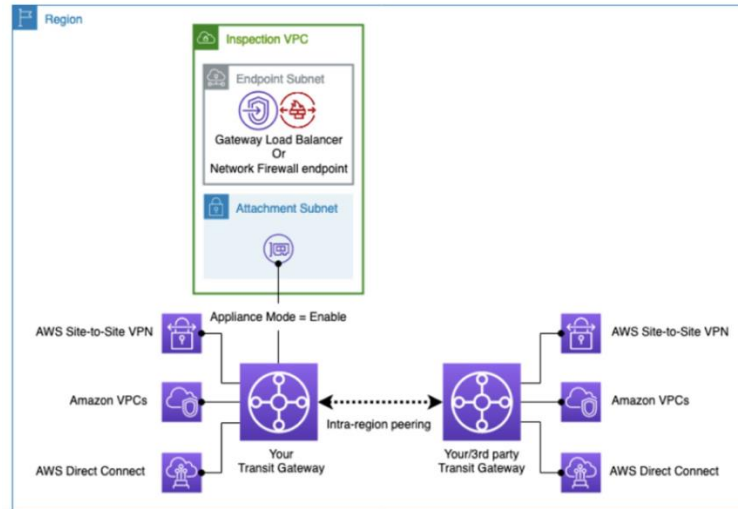 Region
Inspection VPC
Endpoint Subnet
Gateway Load Balancer
Or
Network Firewall endpoint
Attachment Subnet
Appliance Mode = Enable
AWS Site-to-Site VPN
Amazon VPCs
AWS Direct Connect
Your
Transit Gateway
Intra-region peering
Your/3rd party
Transit Gateway
AWS Site-to-Site VPN
Amazon VPCs
AWS Direct Connect